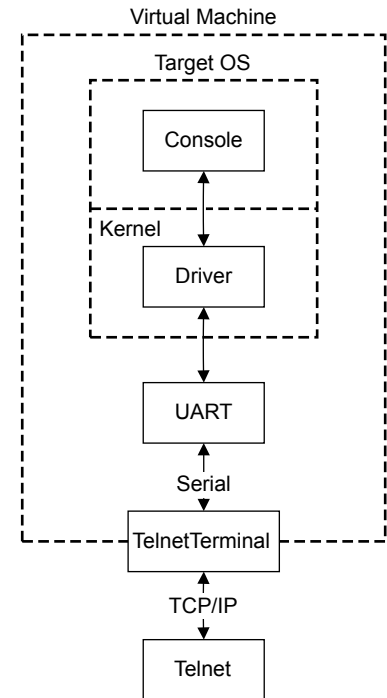 Virtual Machine
Target OS
Console
Kernel
Driver
UART
Serial
TelnetTerminal
TCP/IP
Telnet